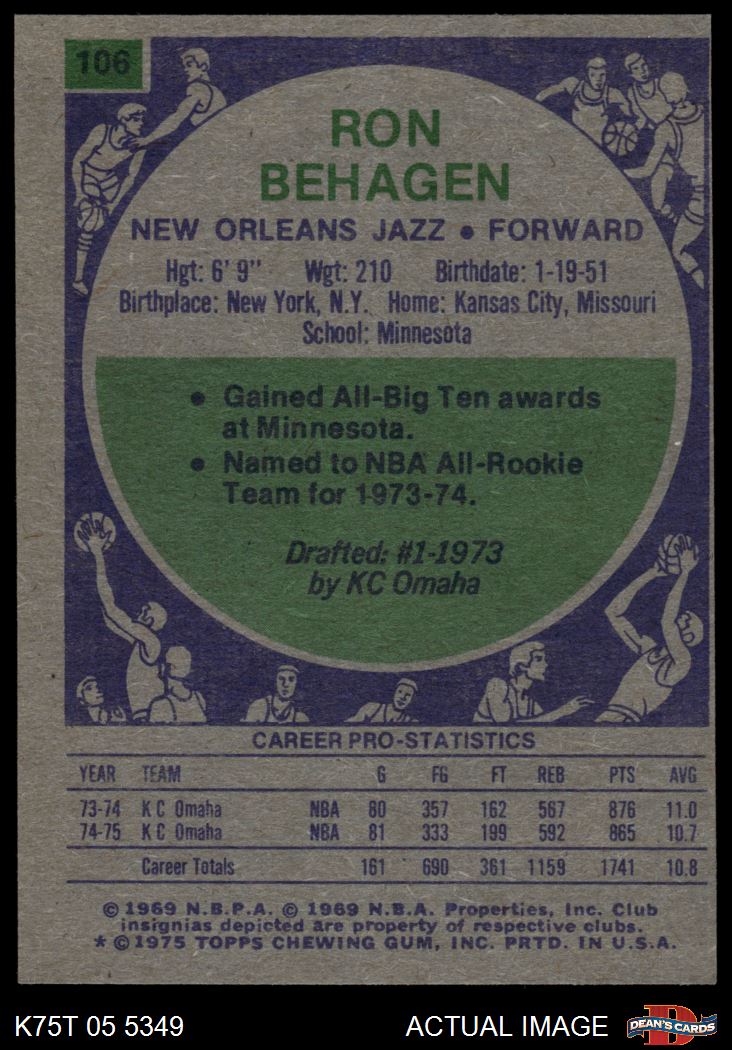 106
RON
BEHAGEN
NEW ORLEANS JAZZ • FORWARD
Hgt: 6' 9" Wgt: 210 Birthdate: 1-19-51
Birthplace: New York, N.Y. Home: Kansas City, Missouri
School: Minnesota
• Gained All-Big Ten awards
at Minnesota.
• Named to NBA All-Rookie
Team for 1973-74.
Drafted: #1-1973
by KC Omaha
CAREER PRO-STATISTICS
YEAR TEAM G FG FT REB PTS AVG
73-74 K C Omaha NBA 80 357 162 567 876 11.0
74-75 K C Omaha NBA 81 333 199 592 865 10.7
Career Totals 161 690 361 1159 1741 10.8
© 1969 N.B.P.A. © 1969 N.B.A. Properties, Inc. Club
insignias depicted are property of respective clubs.
* © 1975 TOPPS CHEWING GUM, INC. PRTD. IN U.S.A.
K75T 05 5349 ACTUAL IMAGE DEAN'S CARDS